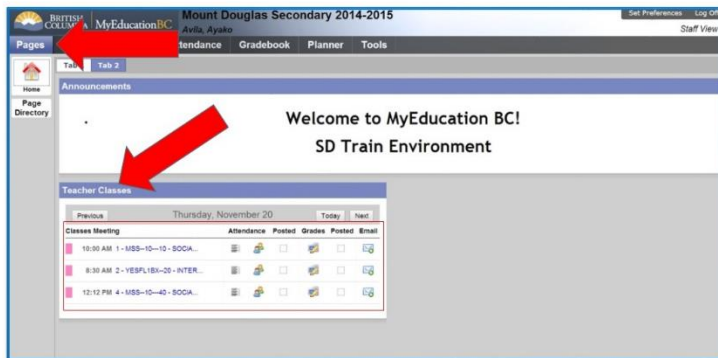 BRITISH COLUMBIA MyEducationBC
Mount Douglas Secondary 2014-2015
Avila, Ayako
Set Preferences Log Off
Staff View
Pages Gradebook Planner Tools
Tab 2
Home
Page Directory
Announcements
Welcome to MyEducation BC!
SD Train Environment
Teacher Classes
Previous Thursday, November 20 Today Next
Classes Meeting Attendance Posted Grades Posted Email
10:00 AM 1 - MSS--10---10 - SOCIA...
8:30 AM 2 - YESFL1BX--20 - INTER...
12:12 PM 4 - MSS--10---40 - SOCIA...